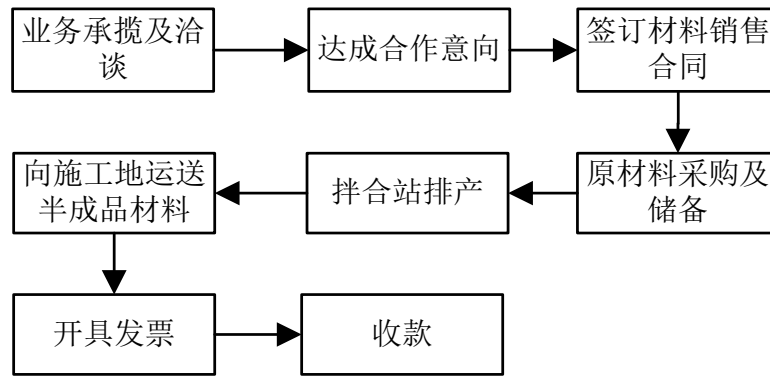 业务承揽及洽
谈
达成合作意向
签订材料销售
合同
原材料采购及
储备
拌合站排产
向施工地运送
半成品材料
开具发票
收款